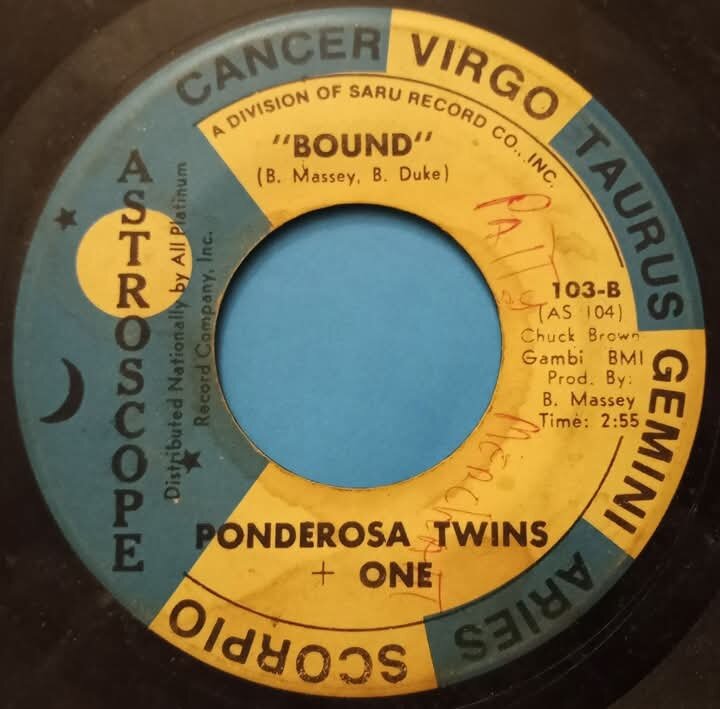 CANCER
VIRGO
TAURUS
GEMINI
ARIES
SCORPIO
A DIVISION OF SARU RECORD CO., INC.
"BOUND"
(B. Massey, B. Duke)
ASTROSCOPE
Distributed Nationally by All Platinum
Record Company, Inc.
103-B
(AS 104)
Chuck Brown
Gambi BMI
Prod. By:
B. Massey
Time: 2:55
PONDEROSA TWINS
+ ONE